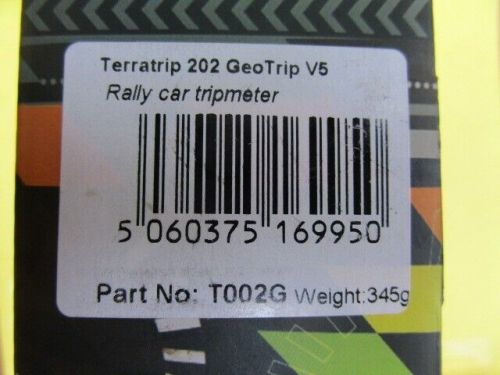 Terratrip 202 GeoTrip V5
Rally car tripmeter
5 060375 169950
Part No: T002G Weight:345g